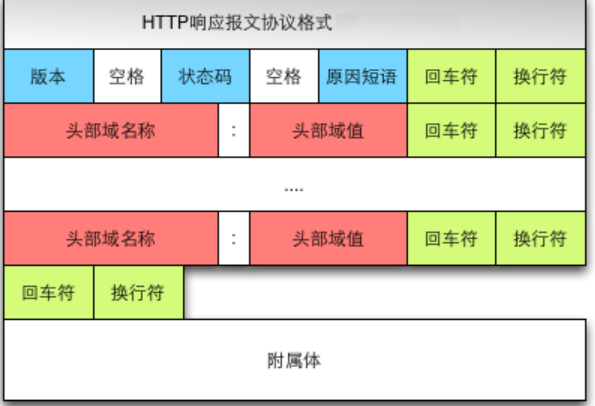 HTTP响应报文协议格式
版本 空格 状态码 空格 原因短语 回车符 换行符
头部域名称 : 头部域值 回车符 换行符
....
头部域名称 : 头部域值 回车符 换行符
回车符 换行符
附属体